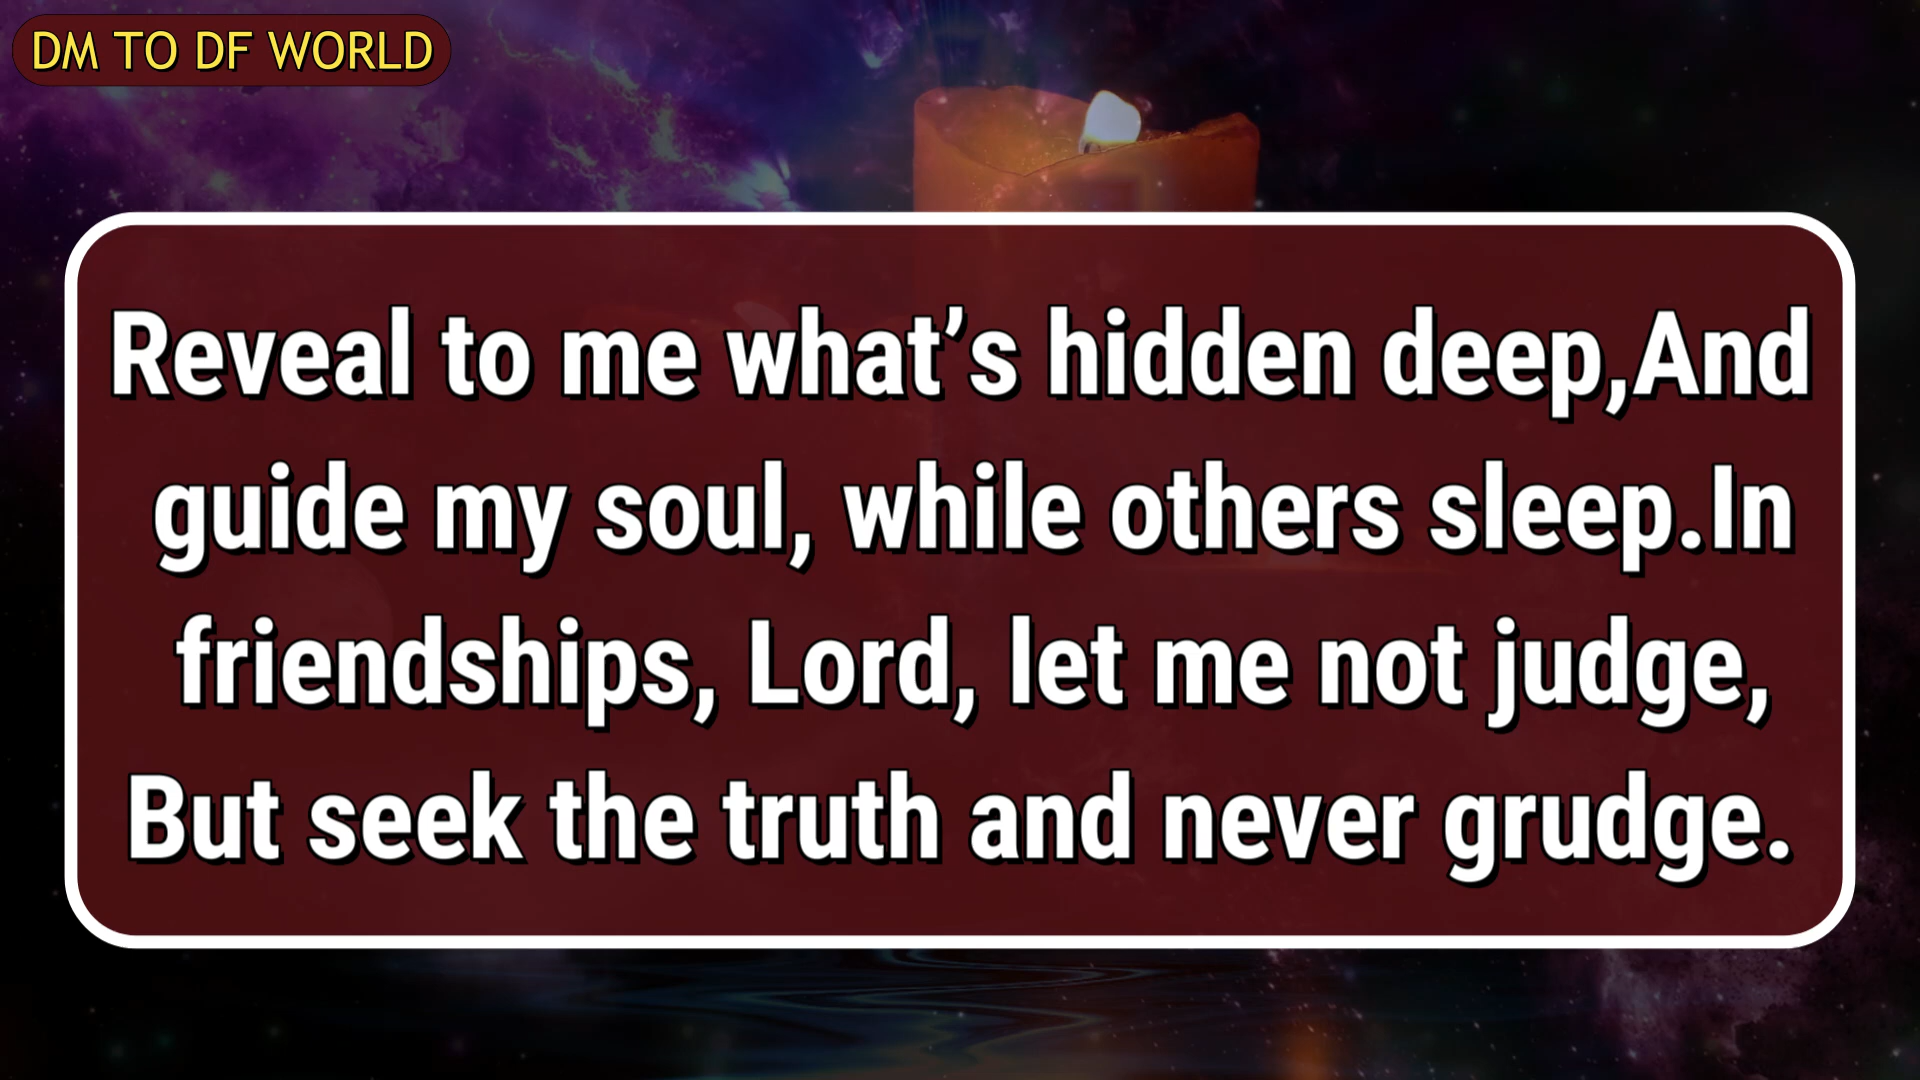 DM TO DF WORLD
Reveal to me what’s hidden deep,And
guide my soul, while others sleep.In
friendships, Lord, let me not judge,
But seek the truth and never grudge.